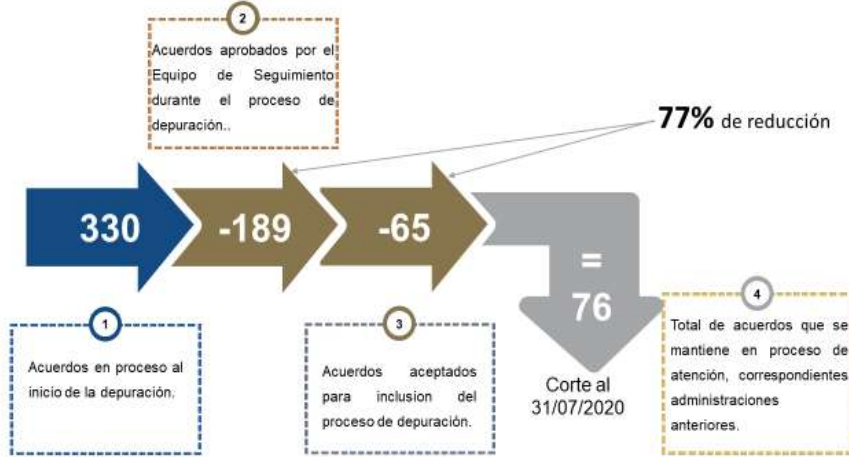 2
Acuerdos aprobados por el
Equipo de Seguimiento
durante el proceso de
depuración..
77% de reducción
330
-189
-65
=
76
1
Acuerdos en proceso al
inicio de la depuración.
3
Acuerdos aceptados
para inclusion del
proceso de depuración.
Corte al
31/07/2020
4
Total de acuerdos que se
mantiene en proceso de
atención, correspondientes
administraciones
anteriores.